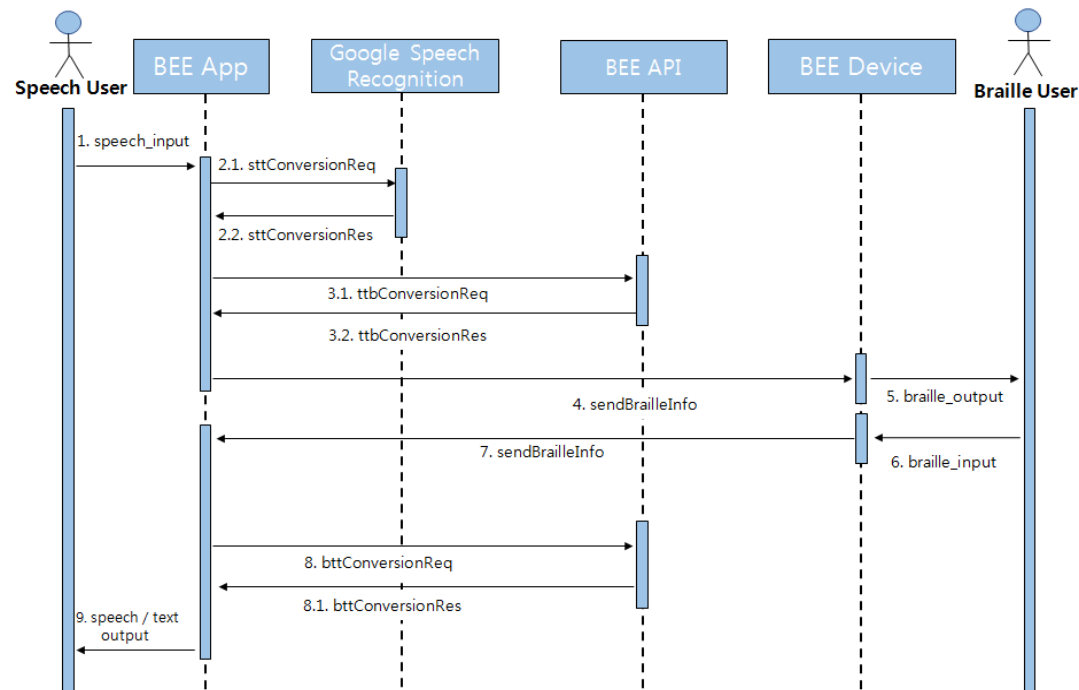 Speech User
BEE App
Google Speech
Recognition
BEE API
BEE Device
Braille User
1. speech_input
2.1. sttConversionReq
2.2. sttConversionRes
3.1. ttbConversionReq
3.2. ttbConversionRes
4. sendBrailleInfo
5. braille_output
6. braille_input
7. sendBrailleInfo
8. bttConversionReq
8.1. bttConversionRes
9. speech / text
output